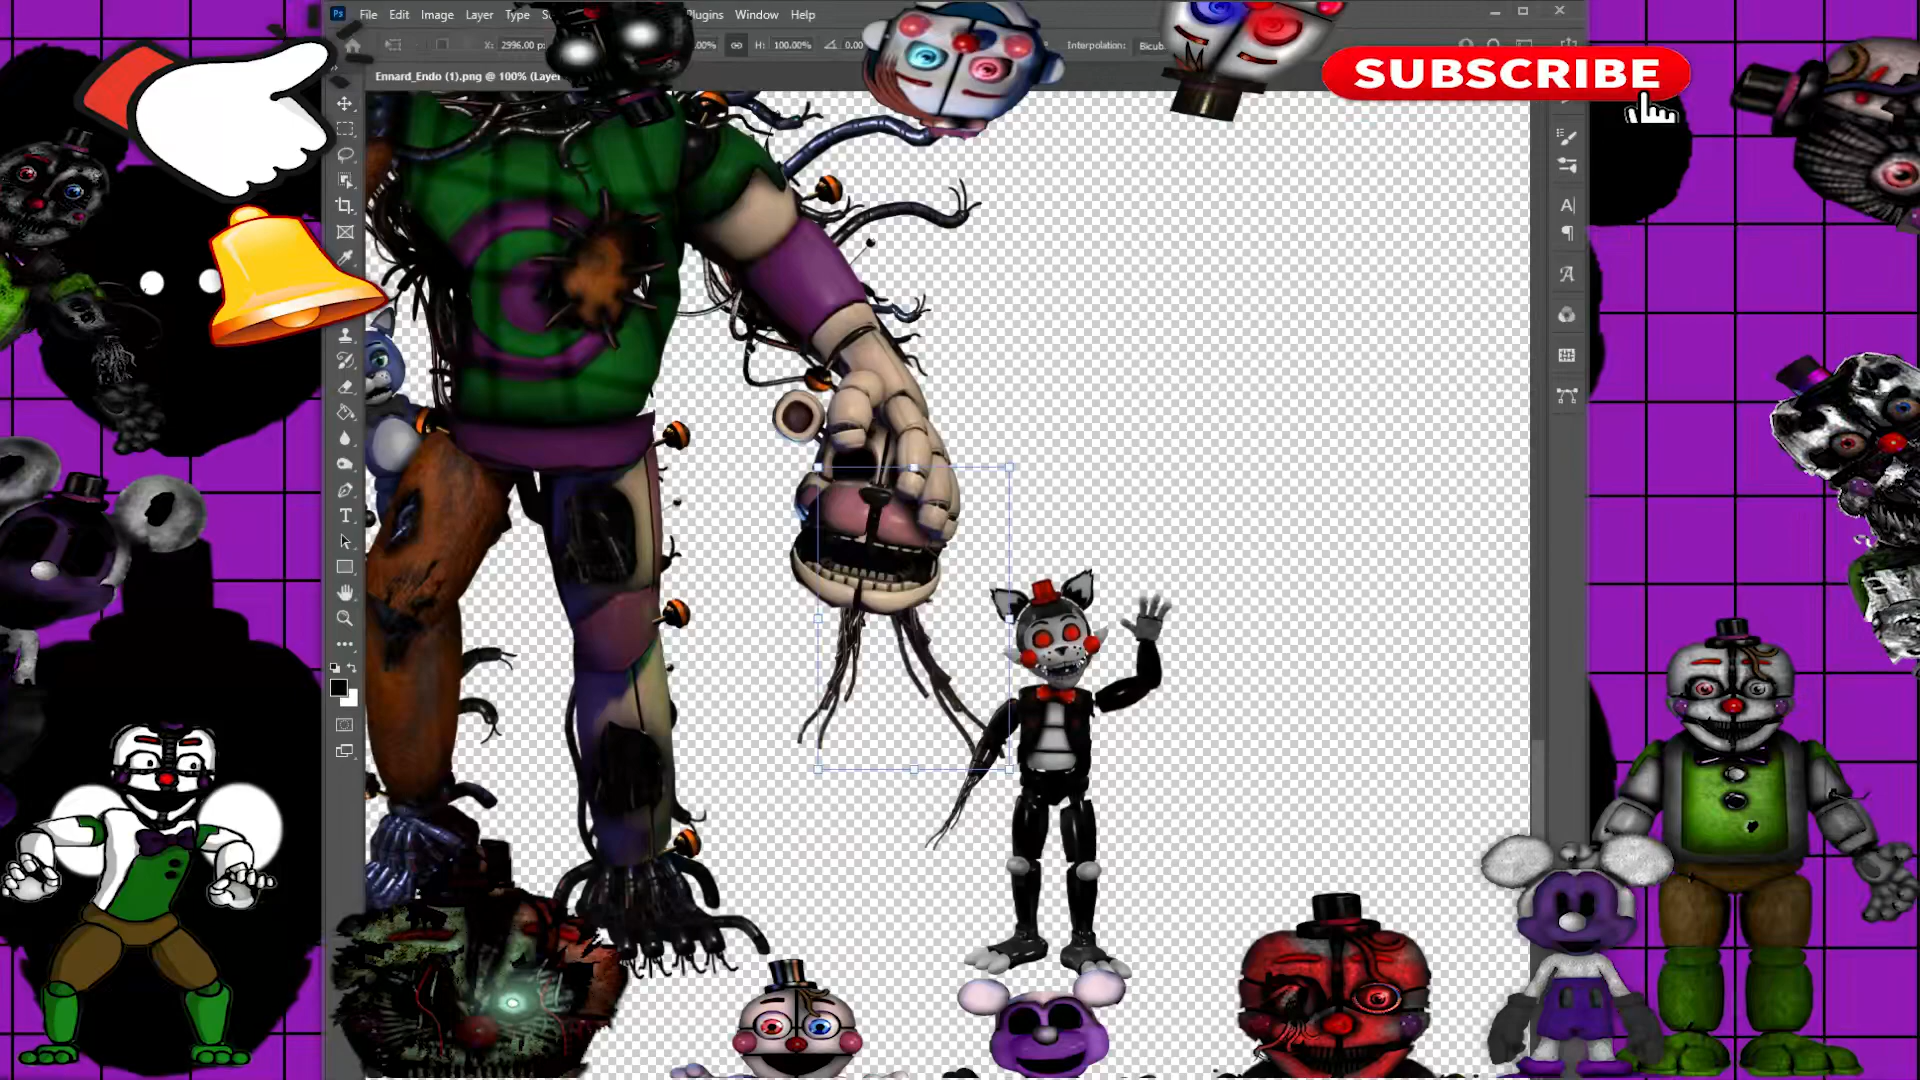 Ps File Edit Image Layer Type Plugins Window Help
X: 2996.00 H: 100.00% 0.00 Interpolation: Bicub
Ennard_Endo (1).png @ 100% (Layer
SUBSCRIBE